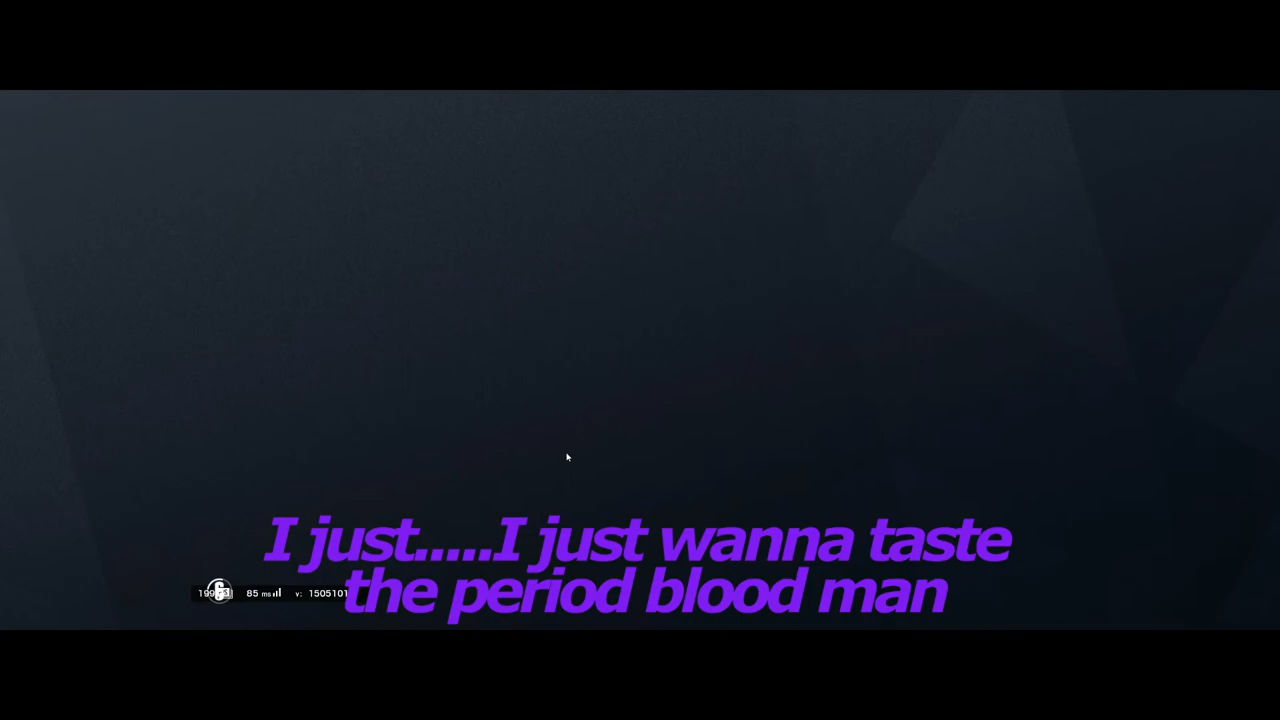 I just.....I just wanna taste
the period blood man
85 ms v: 1505101